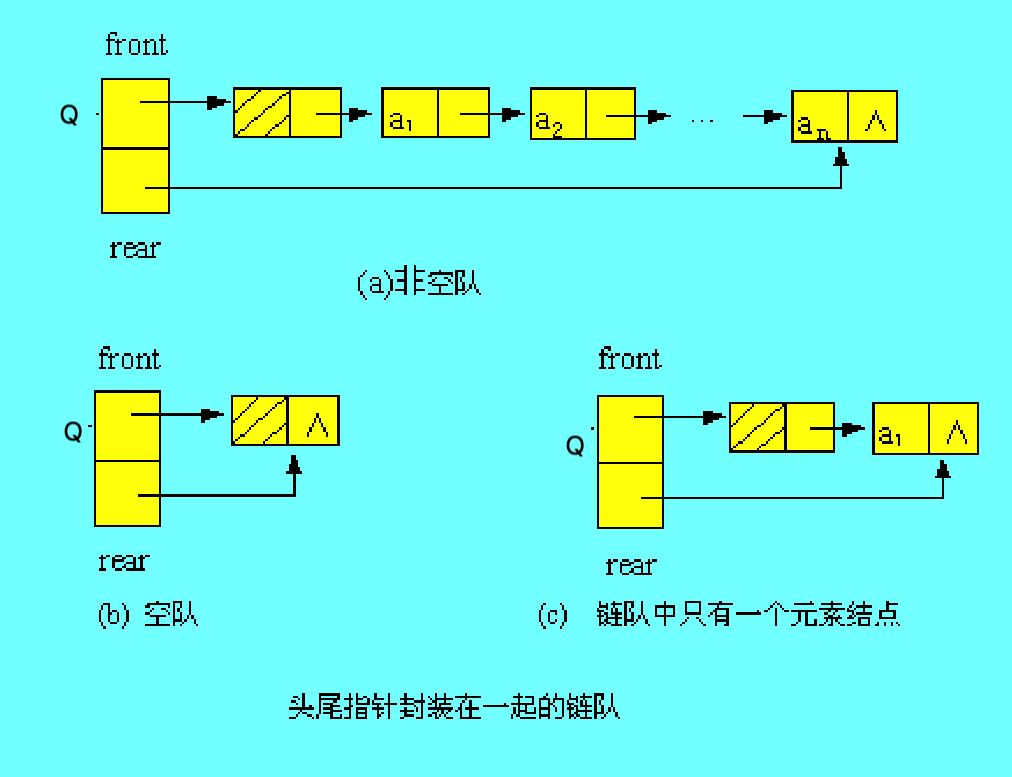 front
Q
a1 a2 … an ∧
rear
(a)非空队
front front
Q ∧ Q a1 ∧
rear rear
(b) 空队 (c) 链队中只有一个元素结点
头尾指针封装在一起的链队